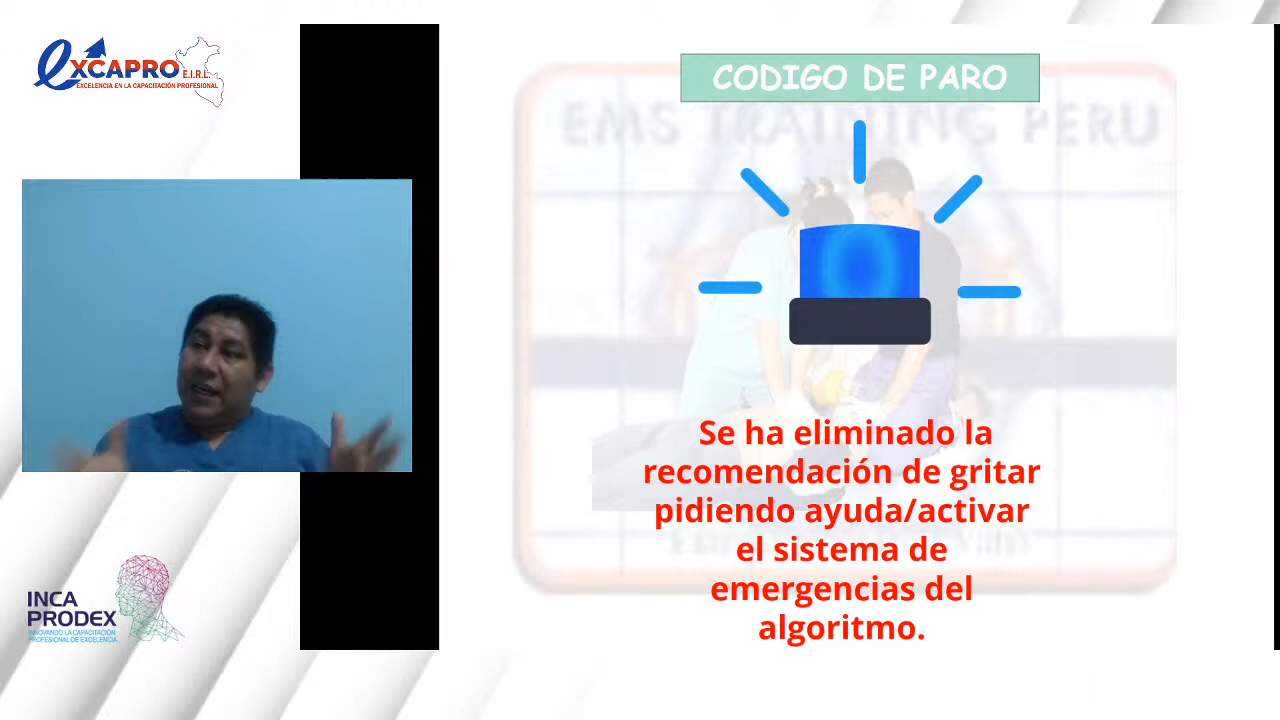 excapro E.I.R.L.
EXCELENCIA EN LA CAPACITACIÓN PROFESIONAL
CODIGO DE PARO
EMS TRAINING PERU
Se ha eliminado la
recomendación de gritar
pidiendo ayuda/activar
el sistema de
emergencias del
algoritmo.
INCA
PRODEX
INNOVANDO LA CAPACITACIÓN
PROFESIONAL DE EXCELENCIA